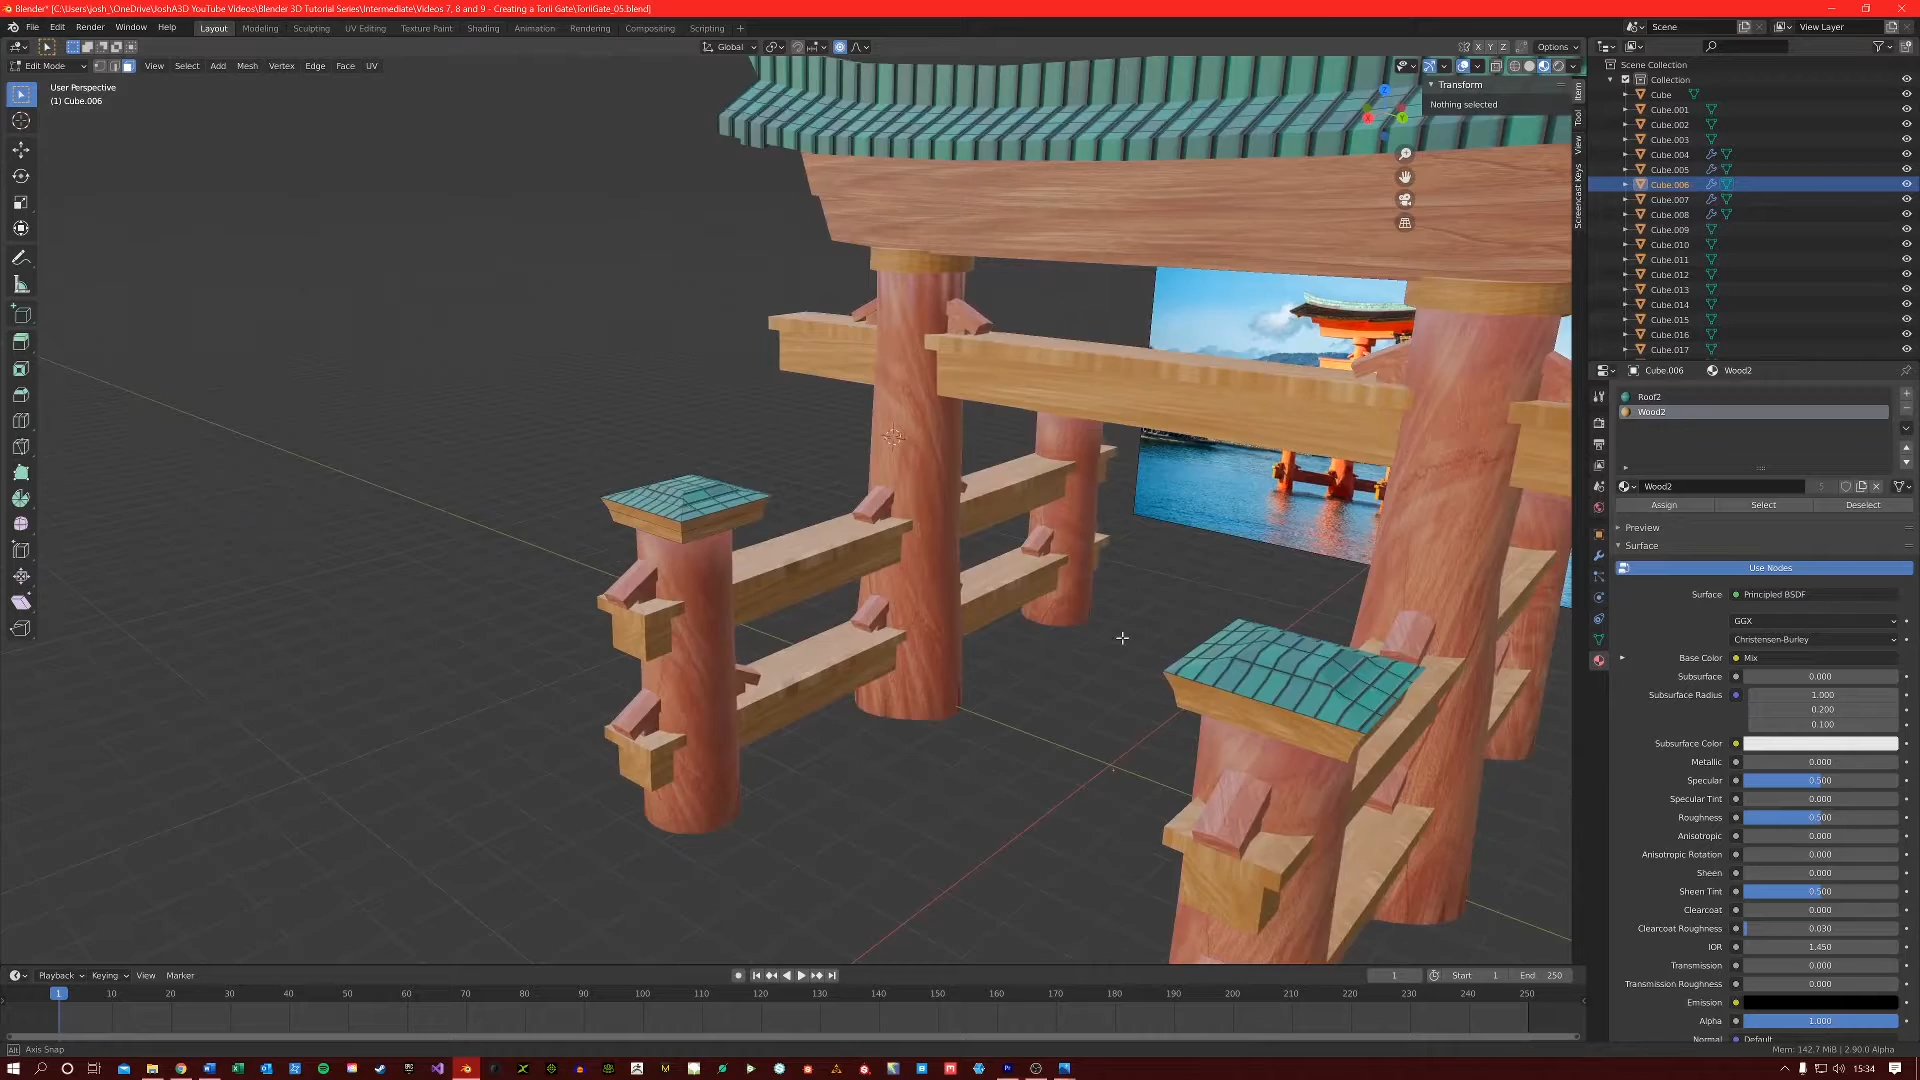 Blender* [C:\Users\josh_\OneDrive\JoshA3D YouTube Videos\Blender 3D Tutorial Series\Intermediate\Videos 7, 8 and 9 - Creating a Torii Gate\ToriiGate_05.blend]
File Edit Render Window Help Layout Modeling Sculpting UV Editing Texture Paint Shading Animation Rendering Compositing Scripting + Scene View Layer
Global X Y Z Options
Edit Mode View Select Add Mesh Vertex Edge Face UV
User Perspective
(1) Cube.006
Transform
Nothing selected
Item
Tool
View
Screencast Keys
X
Y
Z
Scene Collection
Collection
Cube
Cube.001
Cube.002
Cube.003
Cube.004
Cube.005
Cube.006
Cube.007
Cube.008
Cube.009
Cube.010
Cube.011
Cube.012
Cube.013
Cube.014
Cube.015
Cube.016
Cube.017
Cube.006 Wood2
Roof2
Wood2
Wood2 5
Assign Select Deselect
Preview
Surface
Use Nodes
Surface Principled BSDF
GGX
Christensen-Burley
Base Color Mix
Subsurface 0.000
Subsurface Radius 1.000
0.200
0.100
Subsurface Color
Metallic 0.000
Specular 0.500
Specular Tint 0.000
Roughness 0.500
Anisotropic 0.000
Anisotropic Rotation 0.000
Sheen 0.000
Sheen Tint 0.500
Clearcoat 0.000
Clearcoat Roughness 0.030
IOR 1.450
Transmission 0.000
Transmission Roughness 0.000
Emission
Alpha 1.000
Normal Default
Playback Keying View Marker 1 Start 1 End 250
1 10 20 30 40 50 60 70 80 90 100 110 120 130 140 150 160 170 180 190 200 210 220 230 240 250
Alt Axis Snap Mem: 142.7 MiB | 2.90.0 Alpha
15:34